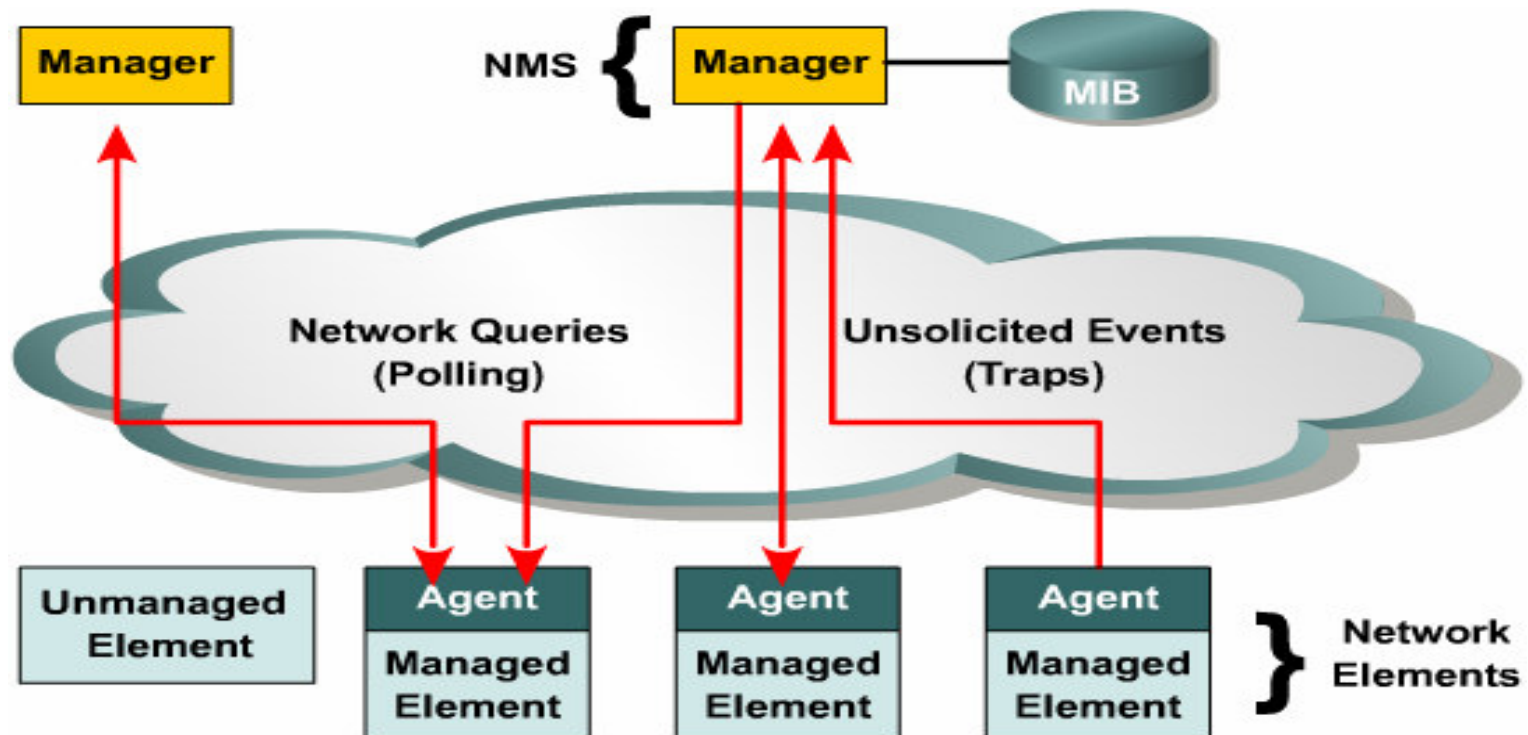 Manager
NMS
{
Manager
MIB
Network Queries
(Polling)
Unsolicited Events
(Traps)
Unmanaged
Element
Agent
Managed
Element
Agent
Managed
Element
Agent
Managed
Element
}
Network
Elements